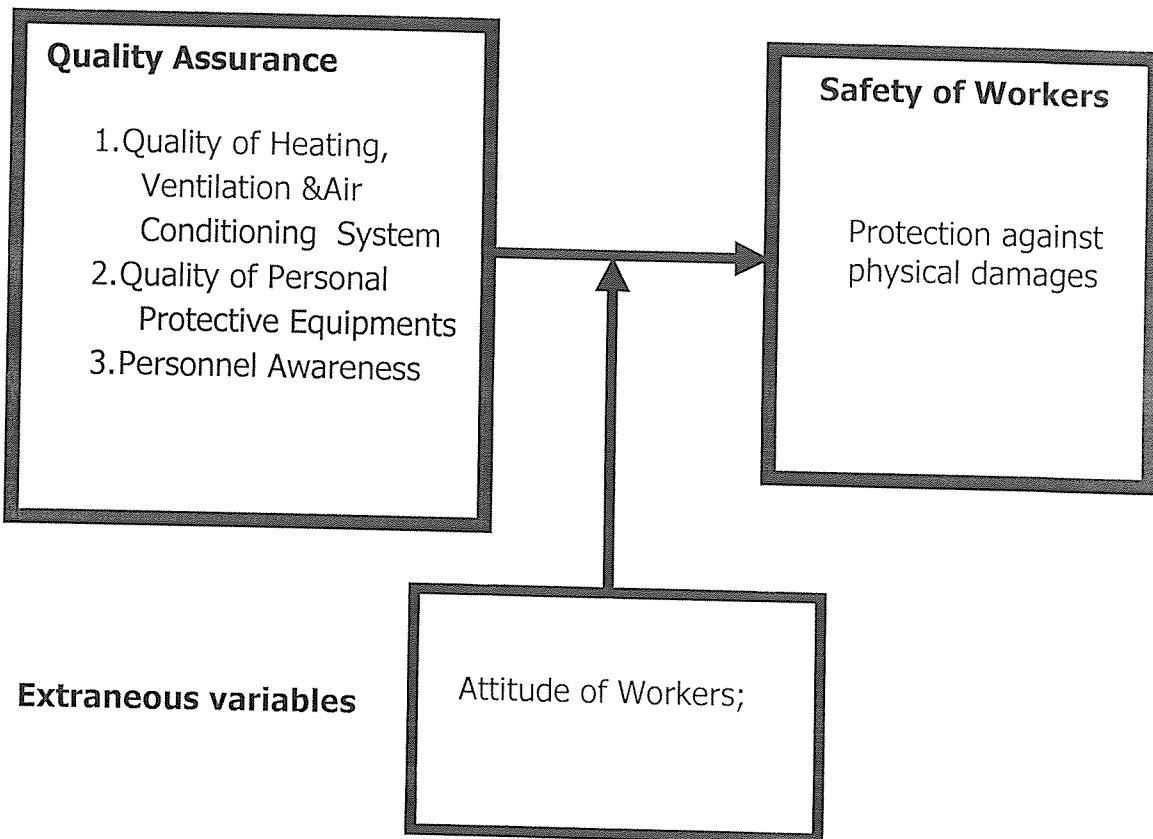 Quality Assurance
1.Quality of Heating,
Ventilation &Air
Conditioning System
2.Quality of Personal
Protective Equipments
3.Personnel Awareness
Safety of Workers
Protection against
physical damages
Extraneous variables
Attitude of Workers;